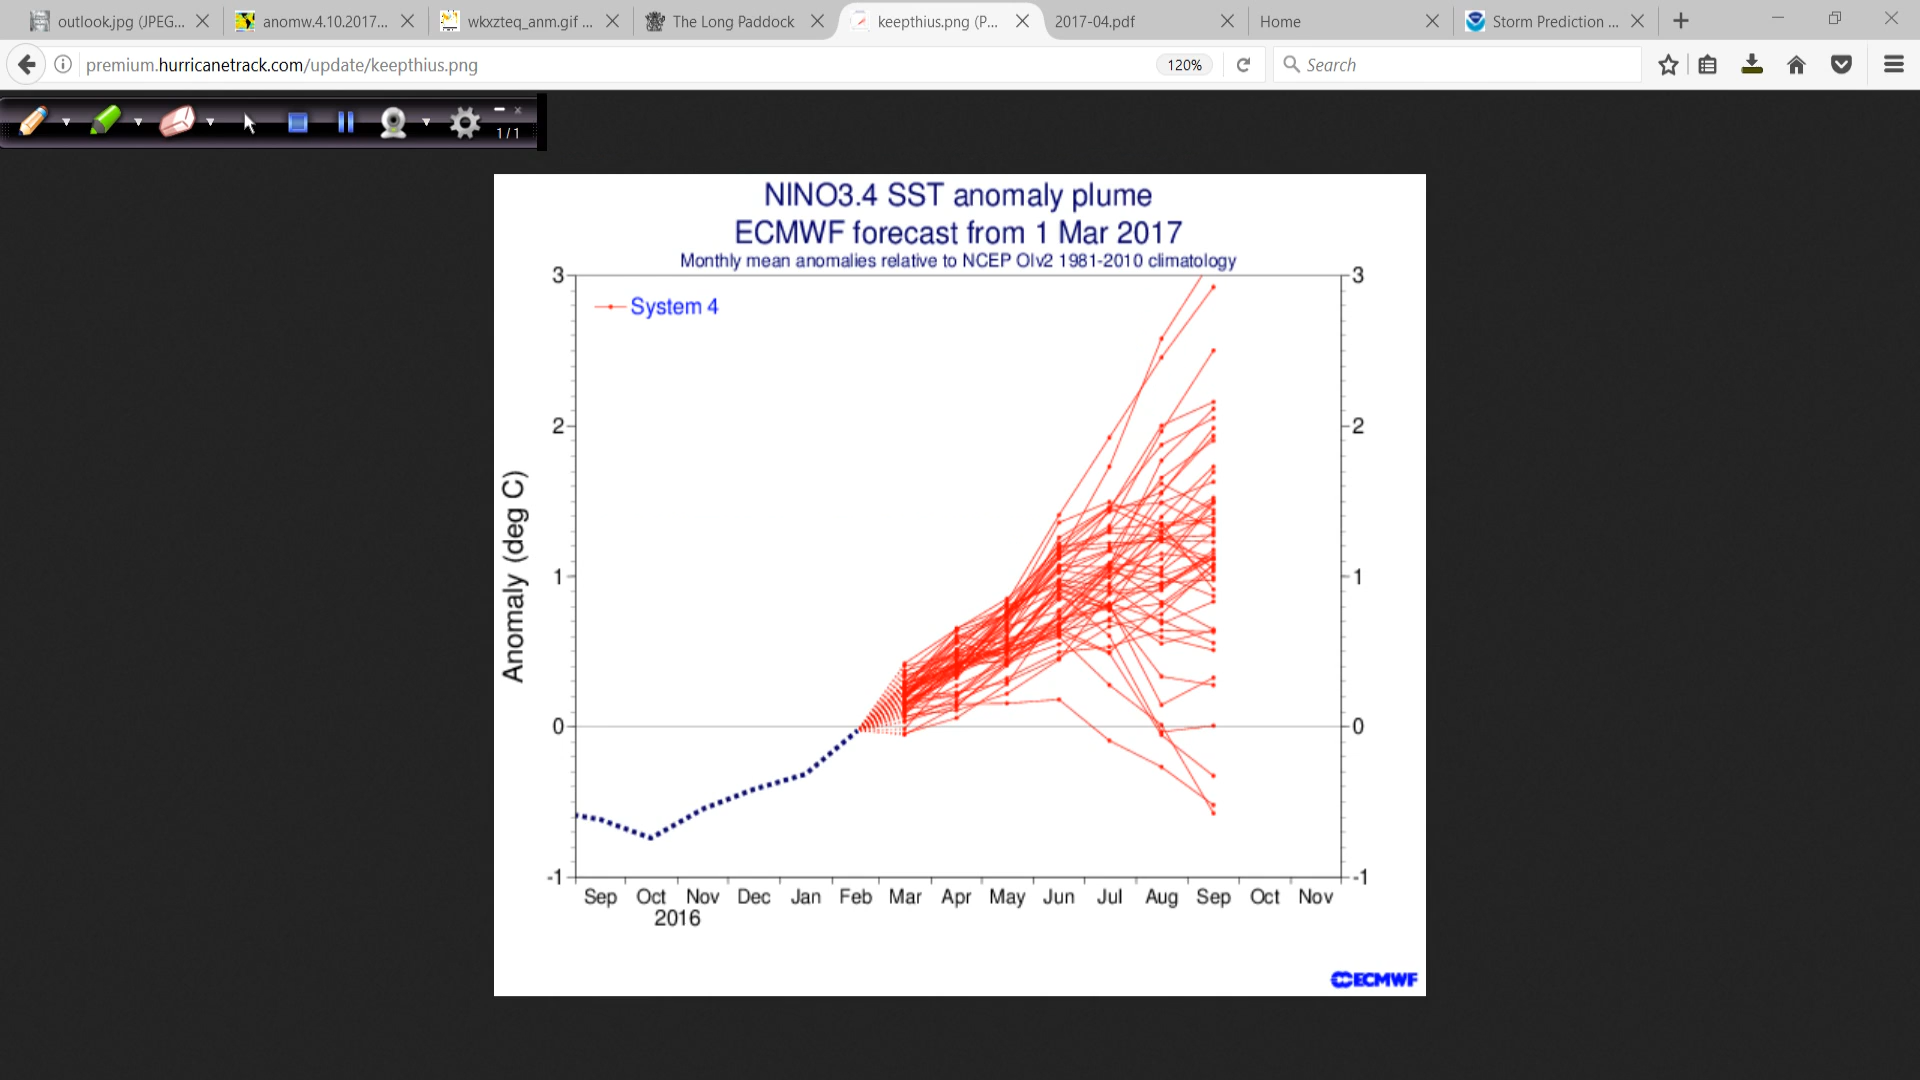 outlook.jpg (JPEG...
anomw.4.10.2017...
wkxzteq_anm.gif ...
The Long Paddock
keepthius.png (P...
2017-04.pdf
Home
Storm Prediction ...
premium.hurricanetrack.com/update/keepthius.png
120%
Search
1/1
NINO3.4 SST anomaly plume
ECMWF forecast from 1 Mar 2017
Monthly mean anomalies relative to NCEP OIv2 1981-2010 climatology
System 4
Anomaly (deg C)
3 3
2 2
1 1
0 0
-1 -1
Sep Oct Nov Dec Jan Feb Mar Apr May Jun Jul Aug Sep Oct Nov
2016
ECMWF